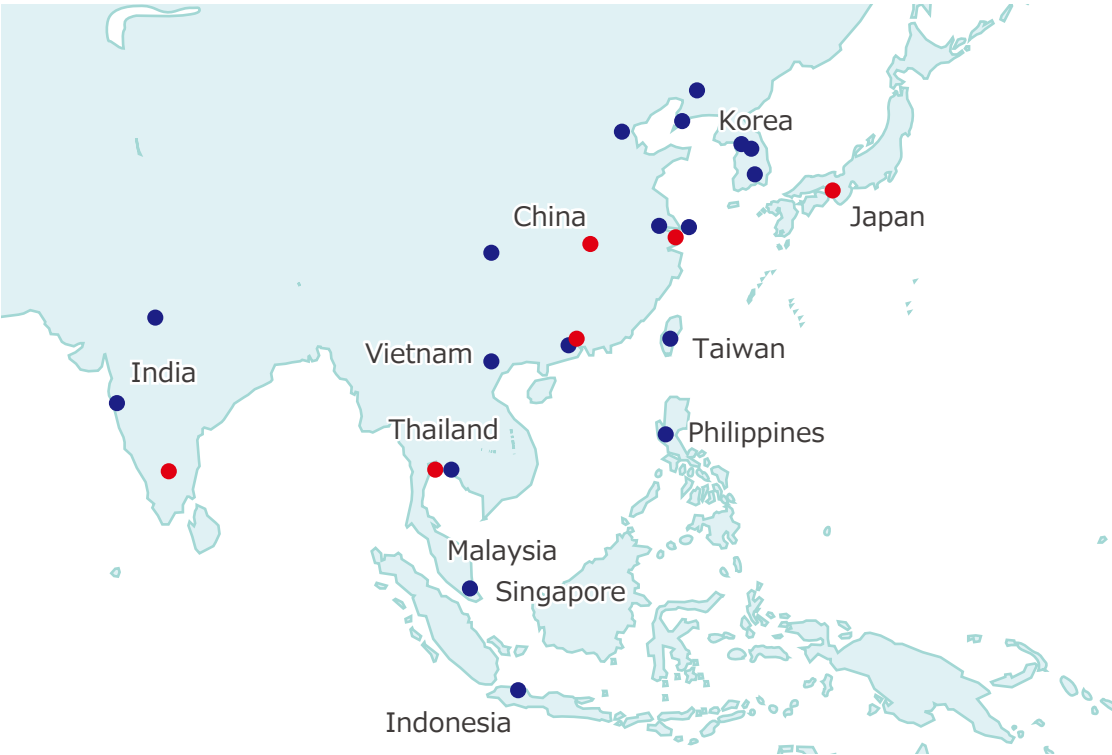 Korea
China
Japan
Vietnam
Taiwan
India
Thailand
Philippines
Malaysia
Singapore
Indonesia